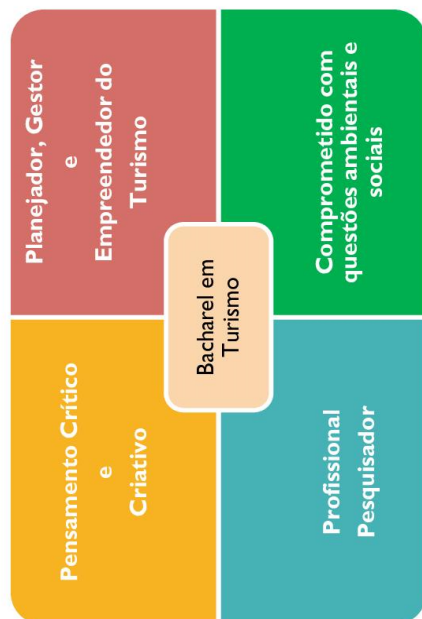 Pensamento Crítico
e
Criativo
Planejador, Gestor
e
Empreendedor do
Turismo
Bacharel em
Turismo
Profissional
Pesquisador
Comprometido com
questões ambientais e
sociais